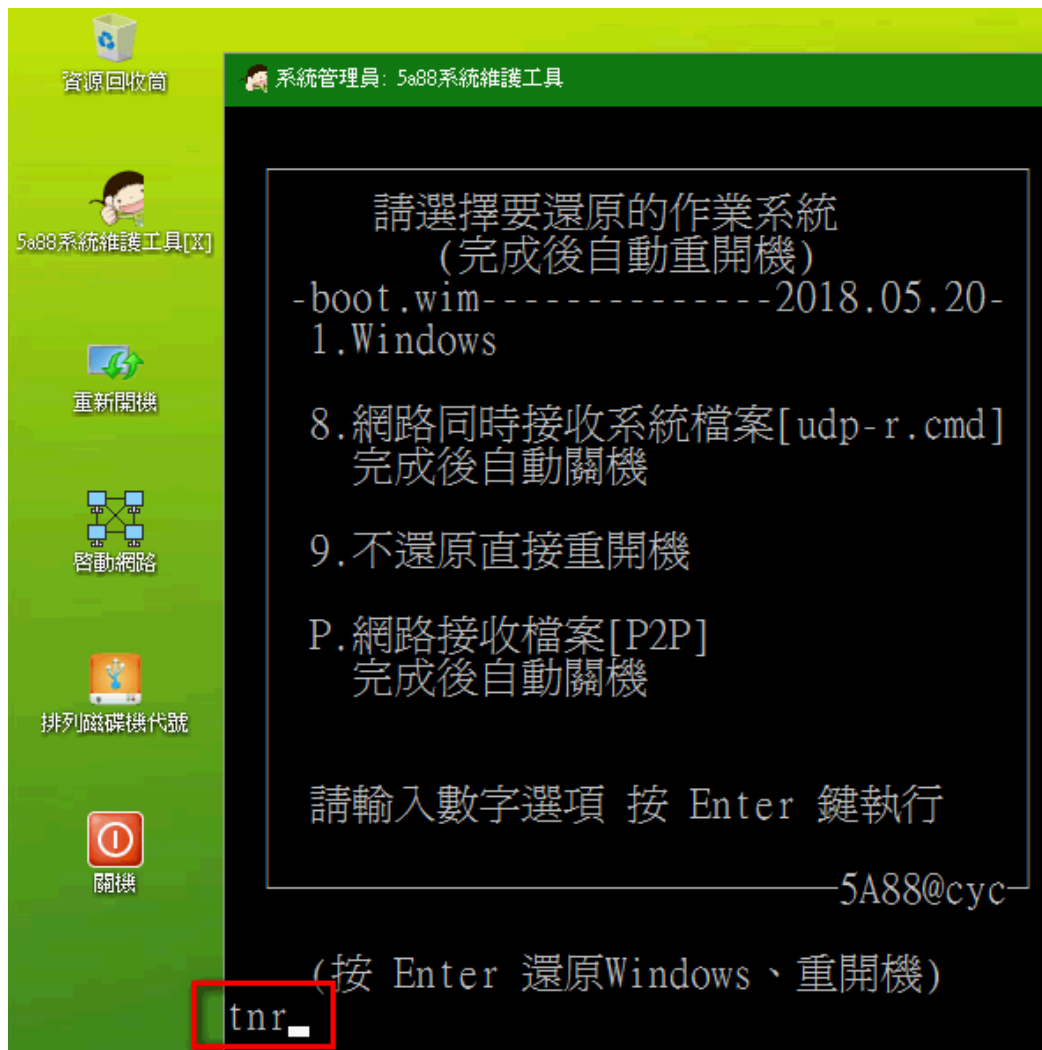 資源回收筒
系統管理員: 5a88系統維護工具
5a88系統維護工具[X]
重新開機
啓動網路
排列磁碟機代號
關機
請選擇要還原的作業系統
(完成後自動重開機)
-boot.wim--------------2018.05.20-
1.Windows
8.網路同時接收系統檔案[udp-r.cmd]
完成後自動關機
9.不還原直接重開機
P.網路接收檔案[P2P]
完成後自動關機
請輸入數字選項 按 Enter 鍵執行
5A88@cyc
(按 Enter 還原Windows、重開機)
tnr